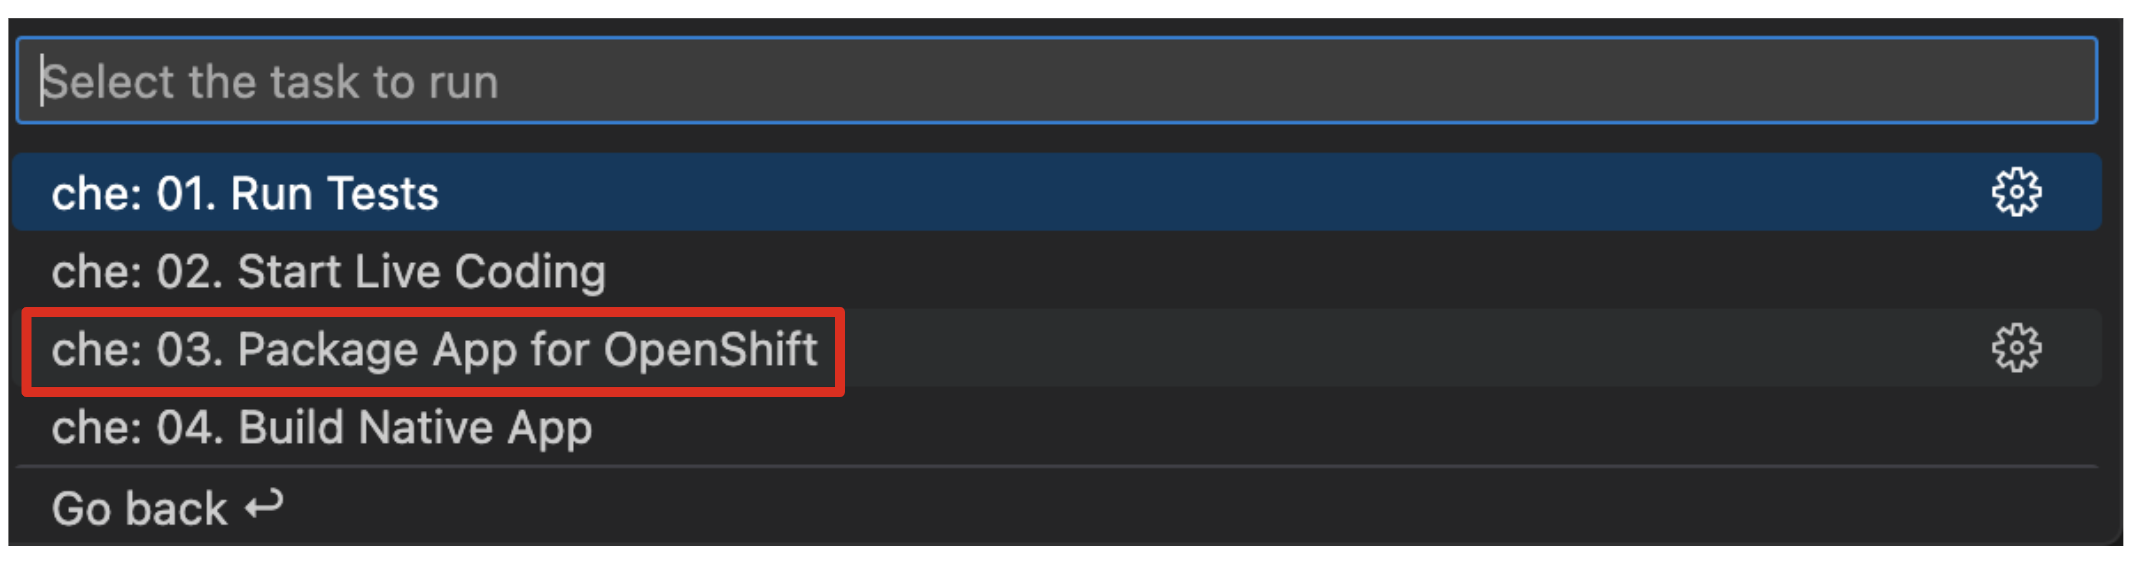 Select the task to run
che: 01. Run Tests
che: 02. Start Live Coding
che: 03. Package App for OpenShift
che: 04. Build Native App
Go back ↩